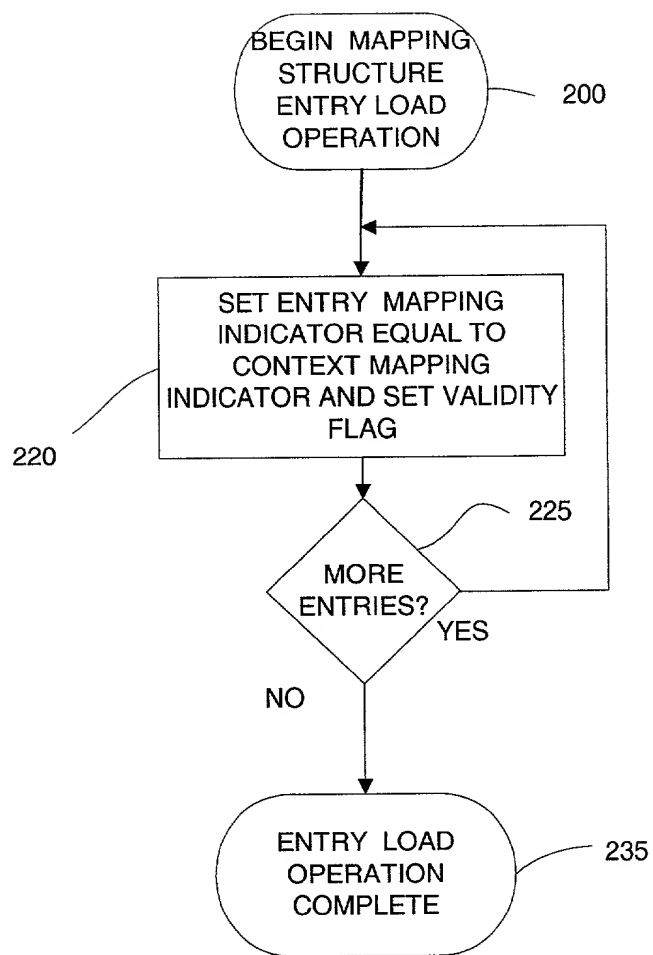 BEGIN MAPPING
STRUCTURE
ENTRY LOAD
OPERATION
200
SET ENTRY MAPPING
INDICATOR EQUAL TO
CONTEXT MAPPING
INDICATOR AND SET VALIDITY
FLAG
220
225
MORE
ENTRIES?
YES
NO
ENTRY LOAD
OPERATION
COMPLETE
235